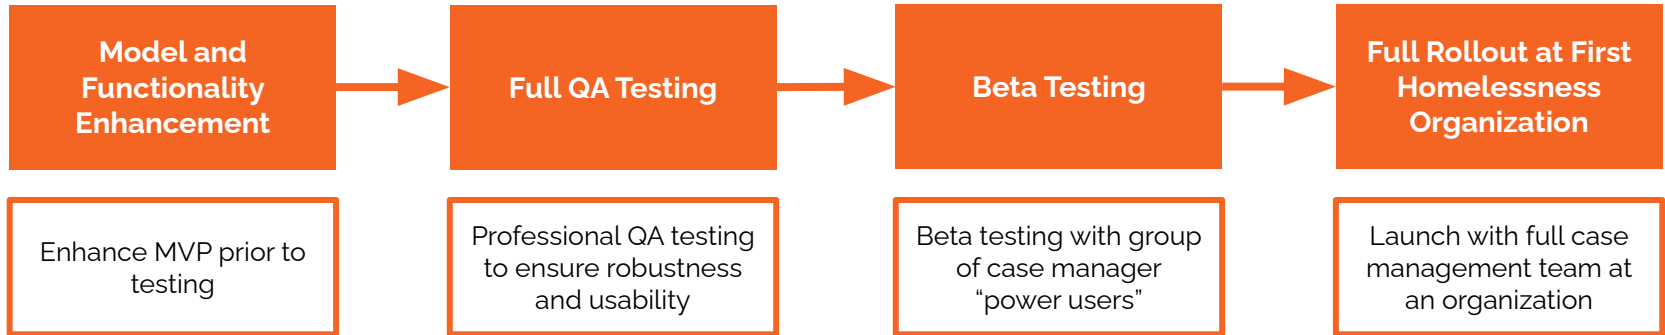 Model and
Functionality
Enhancement
Full QA Testing
Beta Testing
Full Rollout at First
Homelessness
Organization
Enhance MVP prior to
testing
Professional QA testing
to ensure robustness
and usability
Beta testing with group
of case manager
“power users”
Launch with full case
management team at
an organization